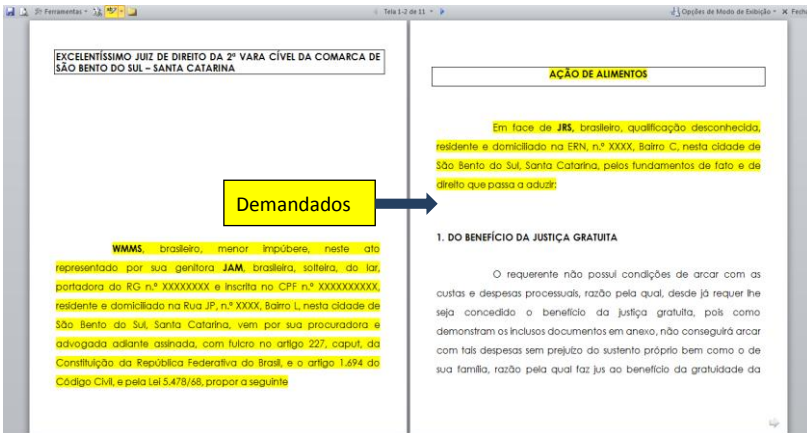 Ferramentas
Tela 1-2 de 11
Opções de Modo de Exibição
Fech
EXCELENTÍSSIMO JUIZ DE DIREITO DA 2ª VARA CÍVEL DA COMARCA DE
SÃO BENTO DO SUL – SANTA CATARINA
WMMS, brasileiro, menor impúbere, neste ato
representado por sua genitora JAM, brasileira, solteira, do lar,
portadora do RG n.º XXXXXXXX e inscrita no CPF n.º XXXXXXXXXX,
residente e domiciliado na Rua JP, n.º XXXX, Bairro L, nesta cidade de
São Bento do Sul, Santa Catarina, vem por sua procuradora e
advogada adiante assinada, com fulcro no artigo 227, caput, da
Constituição da República Federativa do Brasil, e o artigo 1.694 do
Código Civil, e pela Lei 5.478/68, propor a seguinte
Demandados
AÇÃO DE ALIMENTOS
Em face de JRS, brasileiro, qualificação desconhecida,
residente e domiciliado na ERN, n.º XXXX, Bairro C, nesta cidade de
São Bento do Sul, Santa Catarina, pelos fundamentos de fato e de
direito que passa a aduzir:
1. DO BENEFÍCIO DA JUSTIÇA GRATUITA
O requerente não possui condições de arcar com as
custas e despesas processuais, razão pela qual, desde já requer lhe
seja concedido o benefício da justiça gratuita, pois como
demonstram os inclusos documentos em anexo, não conseguirá arcar
com tais despesas sem prejuízo do sustento próprio bem como o de
sua família, razão pela qual faz jus ao benefício da gratuidade da